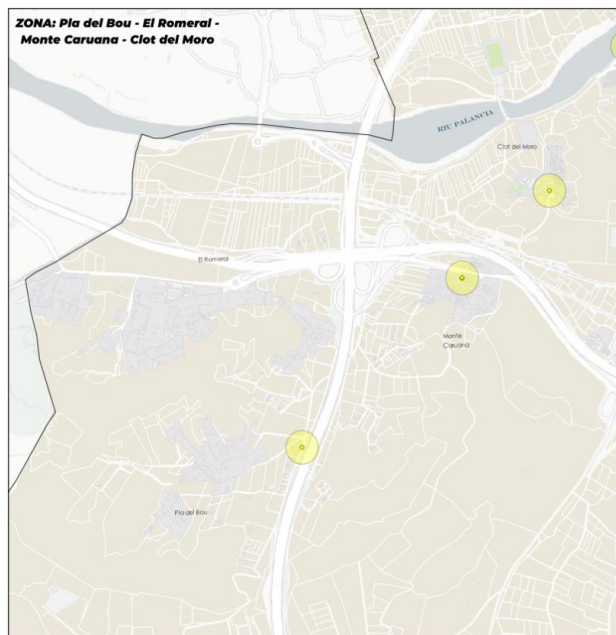 ZONA: Pla del Bou - El Romeral -
Monte Caruana - Clot del Moro
RIU PALANCIA
Clot del Moro
El Romeral
Monte
Caruana
Pla del Bou